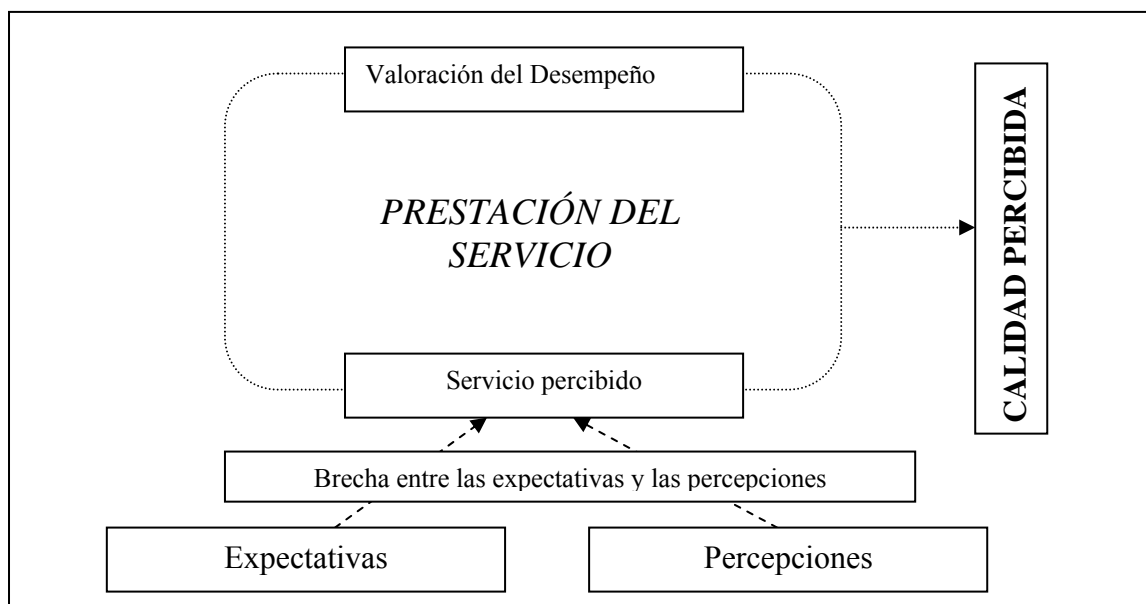 Valoración del Desempeño
PRESTACIÓN DEL
SERVICIO
CALIDAD PERCIBIDA
Servicio percibido
Brecha entre las expectativas y las percepciones
Expectativas
Percepciones